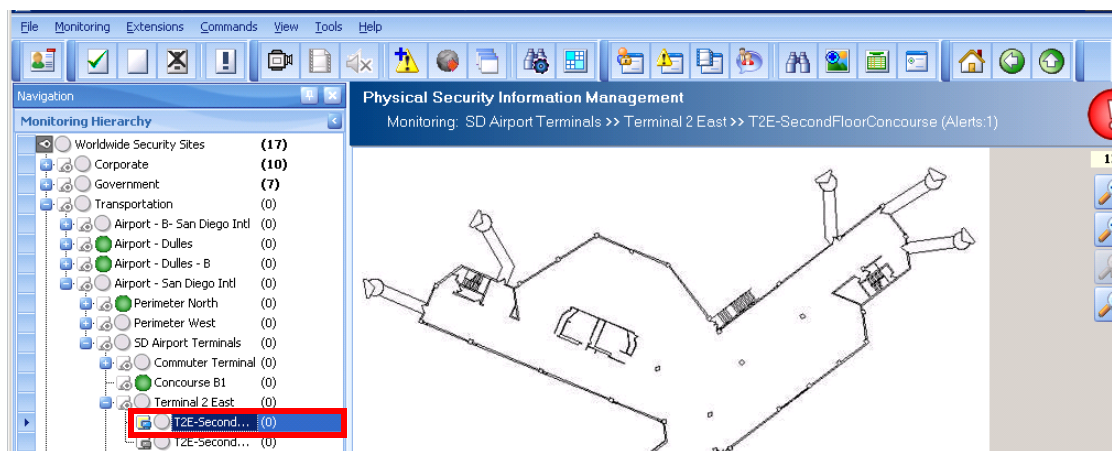 File Monitoring Extensions Commands View Tools Help
Navigation
Monitoring Hierarchy
Physical Security Information Management
Monitoring: SD Airport Terminals >> Terminal 2 East >> T2E-SecondFloorConcourse (Alerts:1)
Worldwide Security Sites (17)
Corporate (10)
Government (7)
Transportation (0)
Airport - B- San Diego Intl (0)
Airport - Dulles (0)
Airport - Dulles - B (0)
Airport - San Diego Intl (0)
Perimeter North (0)
Perimeter West (0)
SD Airport Terminals (0)
Commuter Terminal (0)
Concourse B1 (0)
Terminal 2 East (0)
T2E-Second... (0)
T2E-Second... (0)